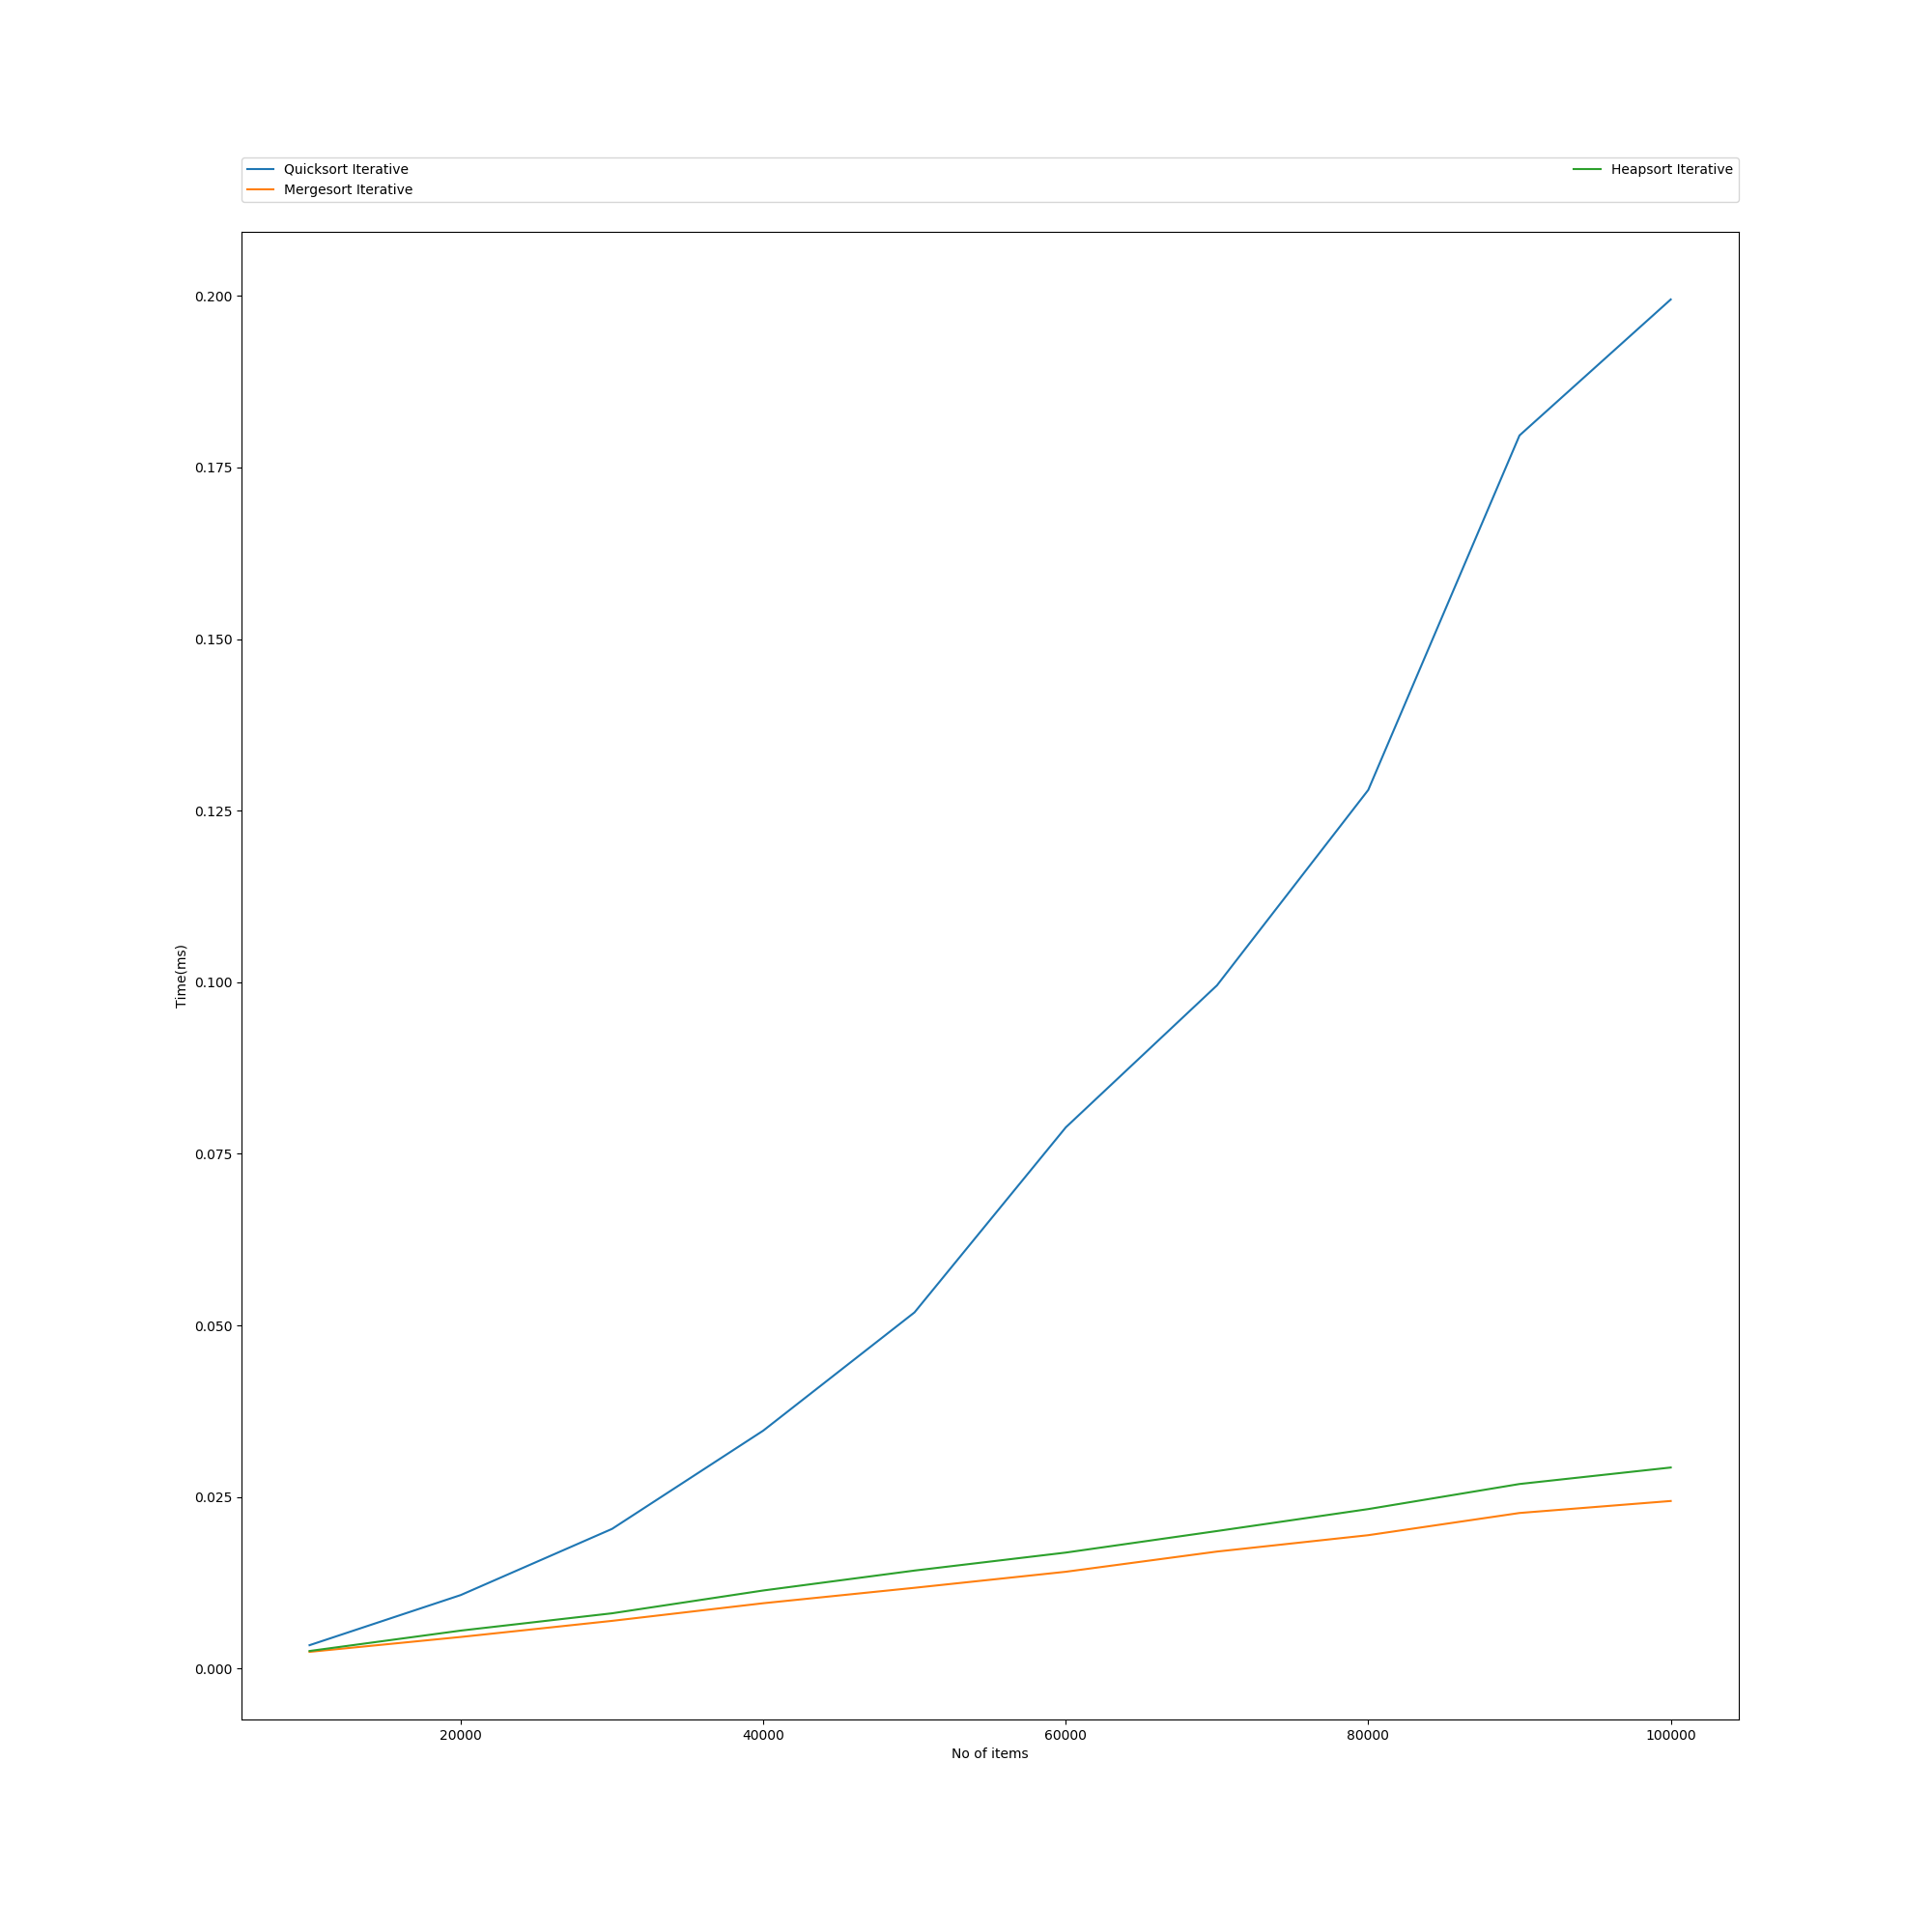 Quicksort Iterative
Mergesort Iterative
Heapsort Iterative
0.200
0.175
0.150
0.125
0.100
0.075
0.050
0.025
0.000
Time(ms)
20000 40000 60000 80000 100000
No of items